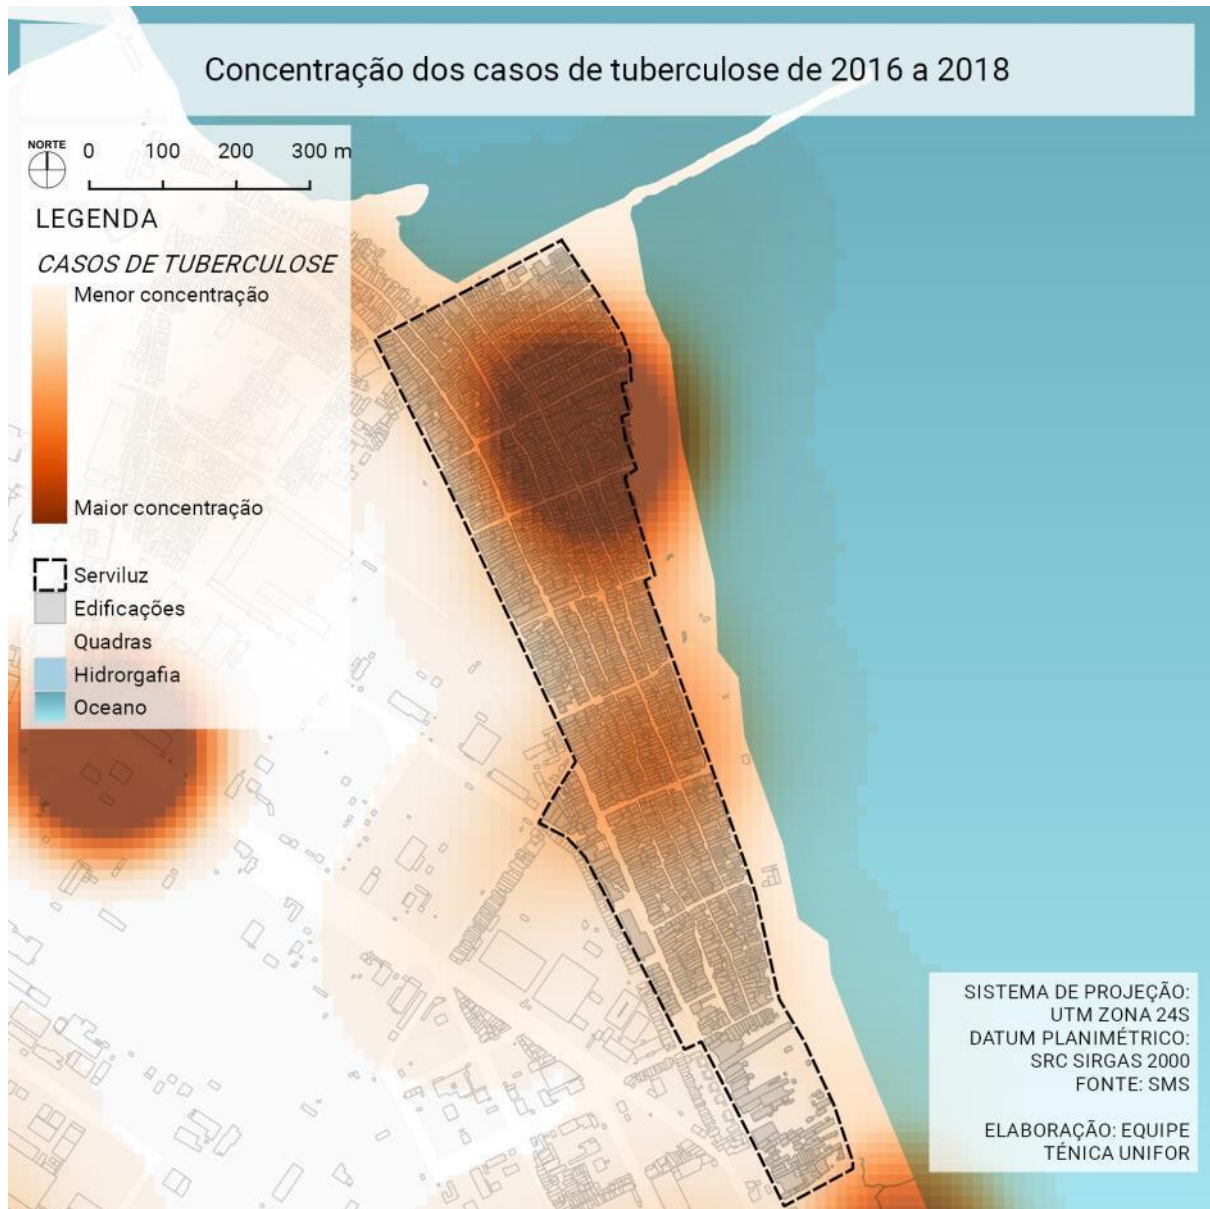 Concentração dos casos de tuberculose de 2016 a 2018
NORTE
0 100 200 300 m
LEGENDA
CASOS DE TUBERCULOSE
Menor concentração
Maior concentração
Serviluz
Edificações
Quadras
Hidrorgafia
Oceano
SISTEMA DE PROJEÇÃO:
UTM ZONA 24S
DATUM PLANIMÉTRICO:
SRC SIRGAS 2000
FONTE: SMS
ELABORAÇÃO: EQUIPE
TÉNICA UNIFOR